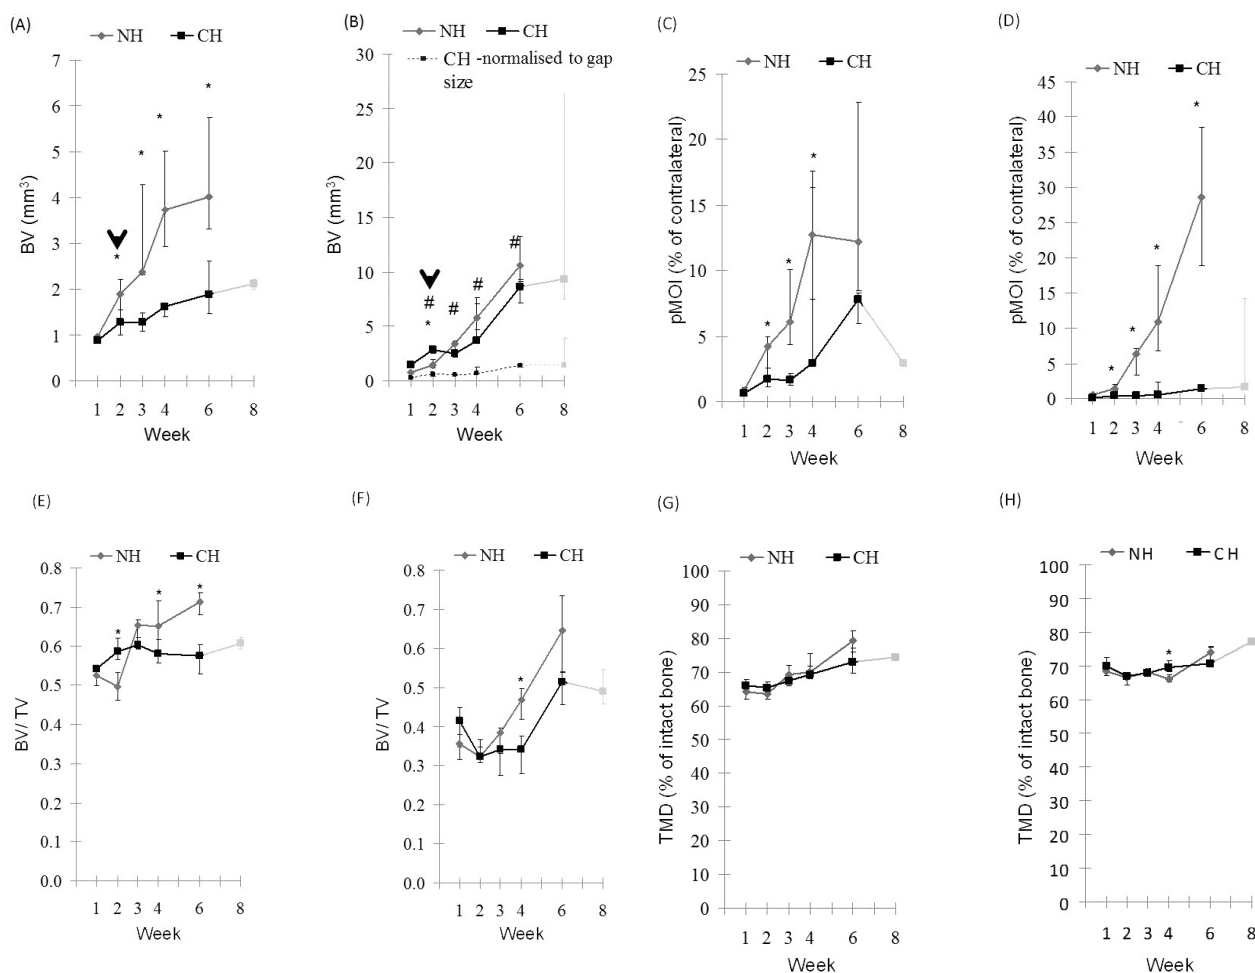 (A)
NH CH
7
6
5
4
3
2
1
0
BV (mm³)
*
*
*
*
1 2 3 4 6 8
Week
(B)
NH CH
CH -normalised to gap
size
30
25
20
15
10
5
0
BV (mm³)
#
#
#
#
*
1 2 3 4 6 8
Week
(C)
NH CH
25
20
15
10
5
0
pMOI (% of contralateral)
*
*
*
1 2 3 4 6 8
Week
(D)
NH CH
45
40
35
30
25
20
15
10
5
0
pMOI (% of contralateral)
*
*
*
*
1 2 3 4 6 8
Week
(E)
NH CH
0.8
0.7
0.6
0.5
0.4
0.3
0.2
0.1
0.0
BV/ TV
* * *
1 2 3 4 6 8
Week
(F)
NH CH
0.8
0.7
0.6
0.5
0.4
0.3
0.2
0.1
0.0
BV/ TV
*
1 2 3 4 6 8
Week
(G)
NH CH
100
90
80
70
60
50
40
30
20
10
0
TMD (% of intact bone)
1 2 3 4 6 8
Week
(H)
NH CH
100
90
80
70
60
50
40
30
20
10
0
TMD (% of intact bone)
*
1 2 3 4 6 8
Week